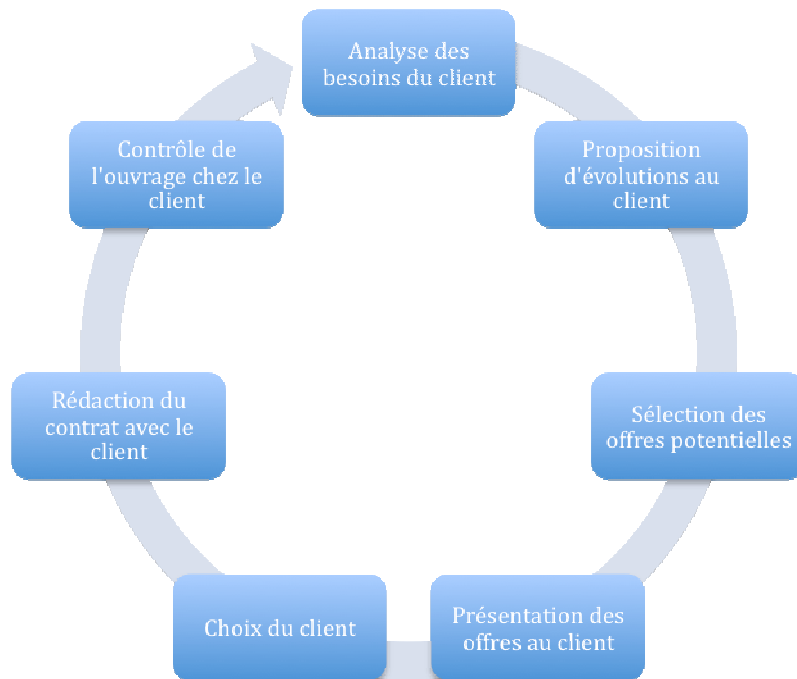 Analyse des
besoins du client
Proposition
d'évolutions au
client
Sélection des
offres potentielles
Présentation des
offres au client
Choix du client
Rédaction du
contrat avec le
client
Contrôle de
l'ouvrage chez le
client